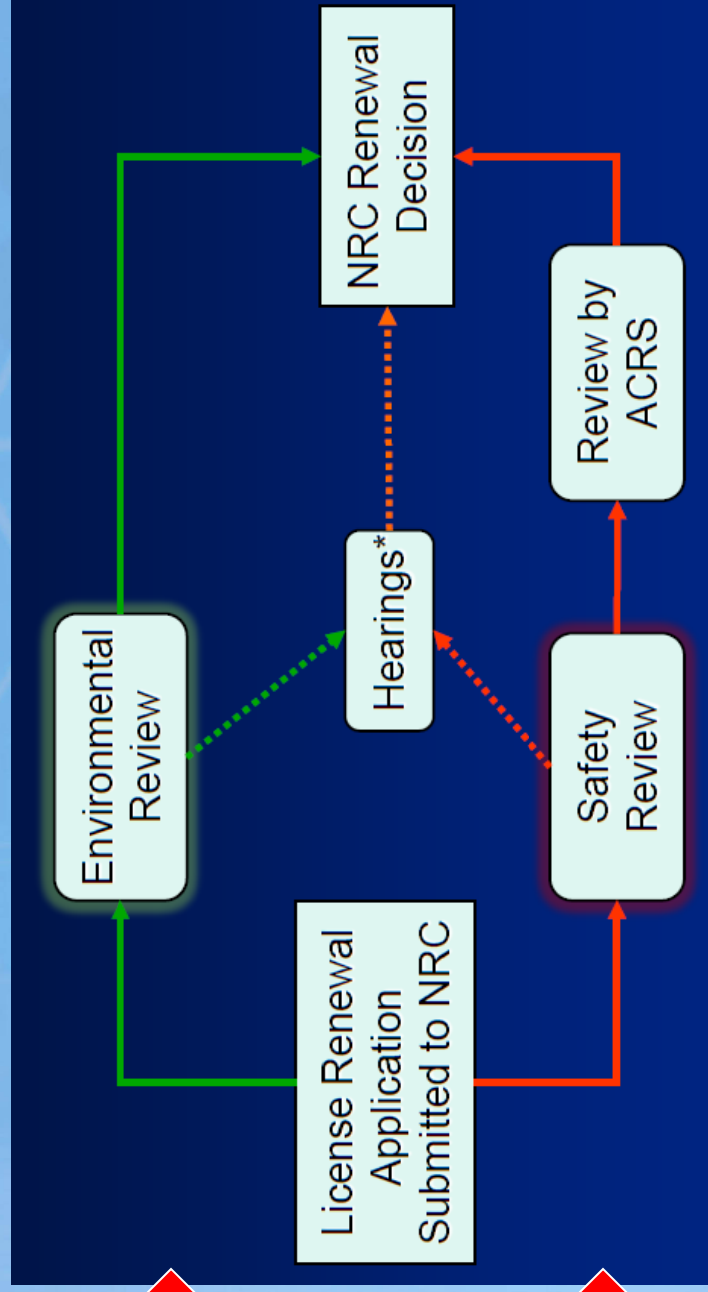 License Renewal
Application
Submitted to NRC
Environmental
Review
Safety
Review
Hearings*
Review by
ACRS
NRC Renewal
Decision